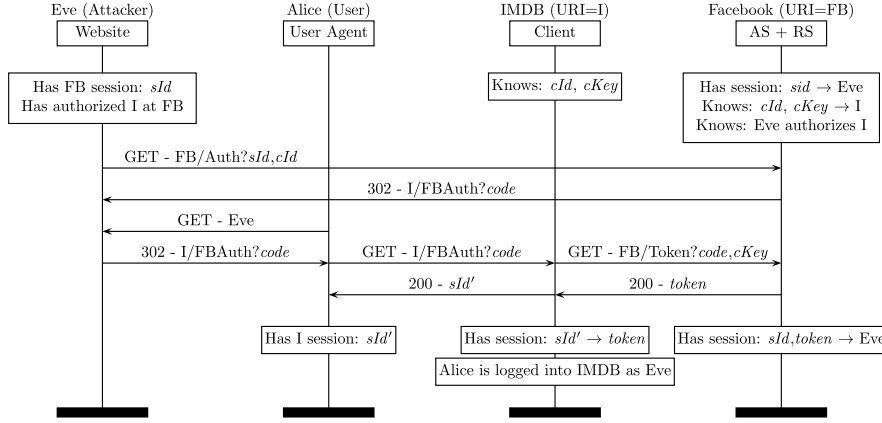 Eve (Attacker)
Alice (User)
IMDB (URI=I)
Facebook (URI=FB)
Website
User Agent
Client
AS + RS
Has FB session: sId
Has authorized I at FB
Knows: cId, cKey
Has session: sid → Eve
Knows: cId, cKey → I
Knows: Eve authorizes I
GET - FB/Auth?sId,cId
302 - I/FBAuth?code
GET - Eve
302 - I/FBAuth?code
GET - I/FBAuth?code
GET - FB/Token?code,cKey
200 - sId′
200 - token
Has I session: sId′
Has session: sId′ → token
Has session: sId,token → Eve
Alice is logged into IMDB as Eve